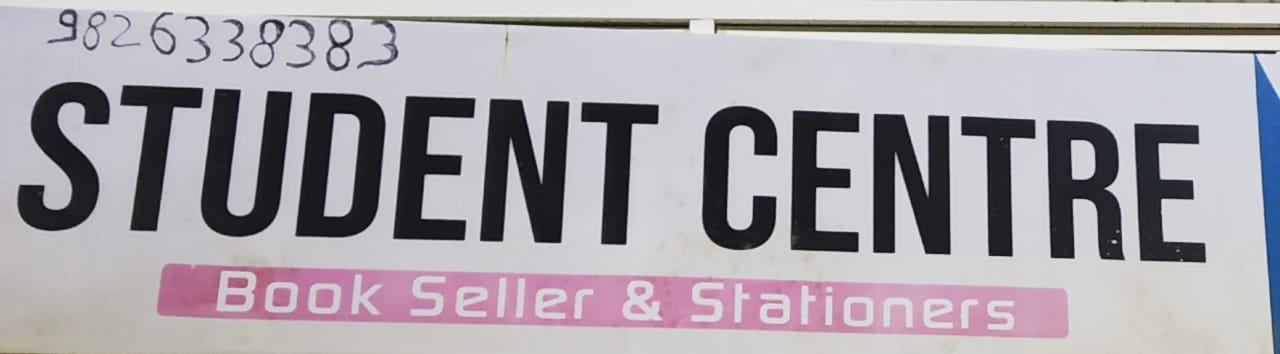 9826338383
STUDENT CENTRE
Book Seller & Stationers